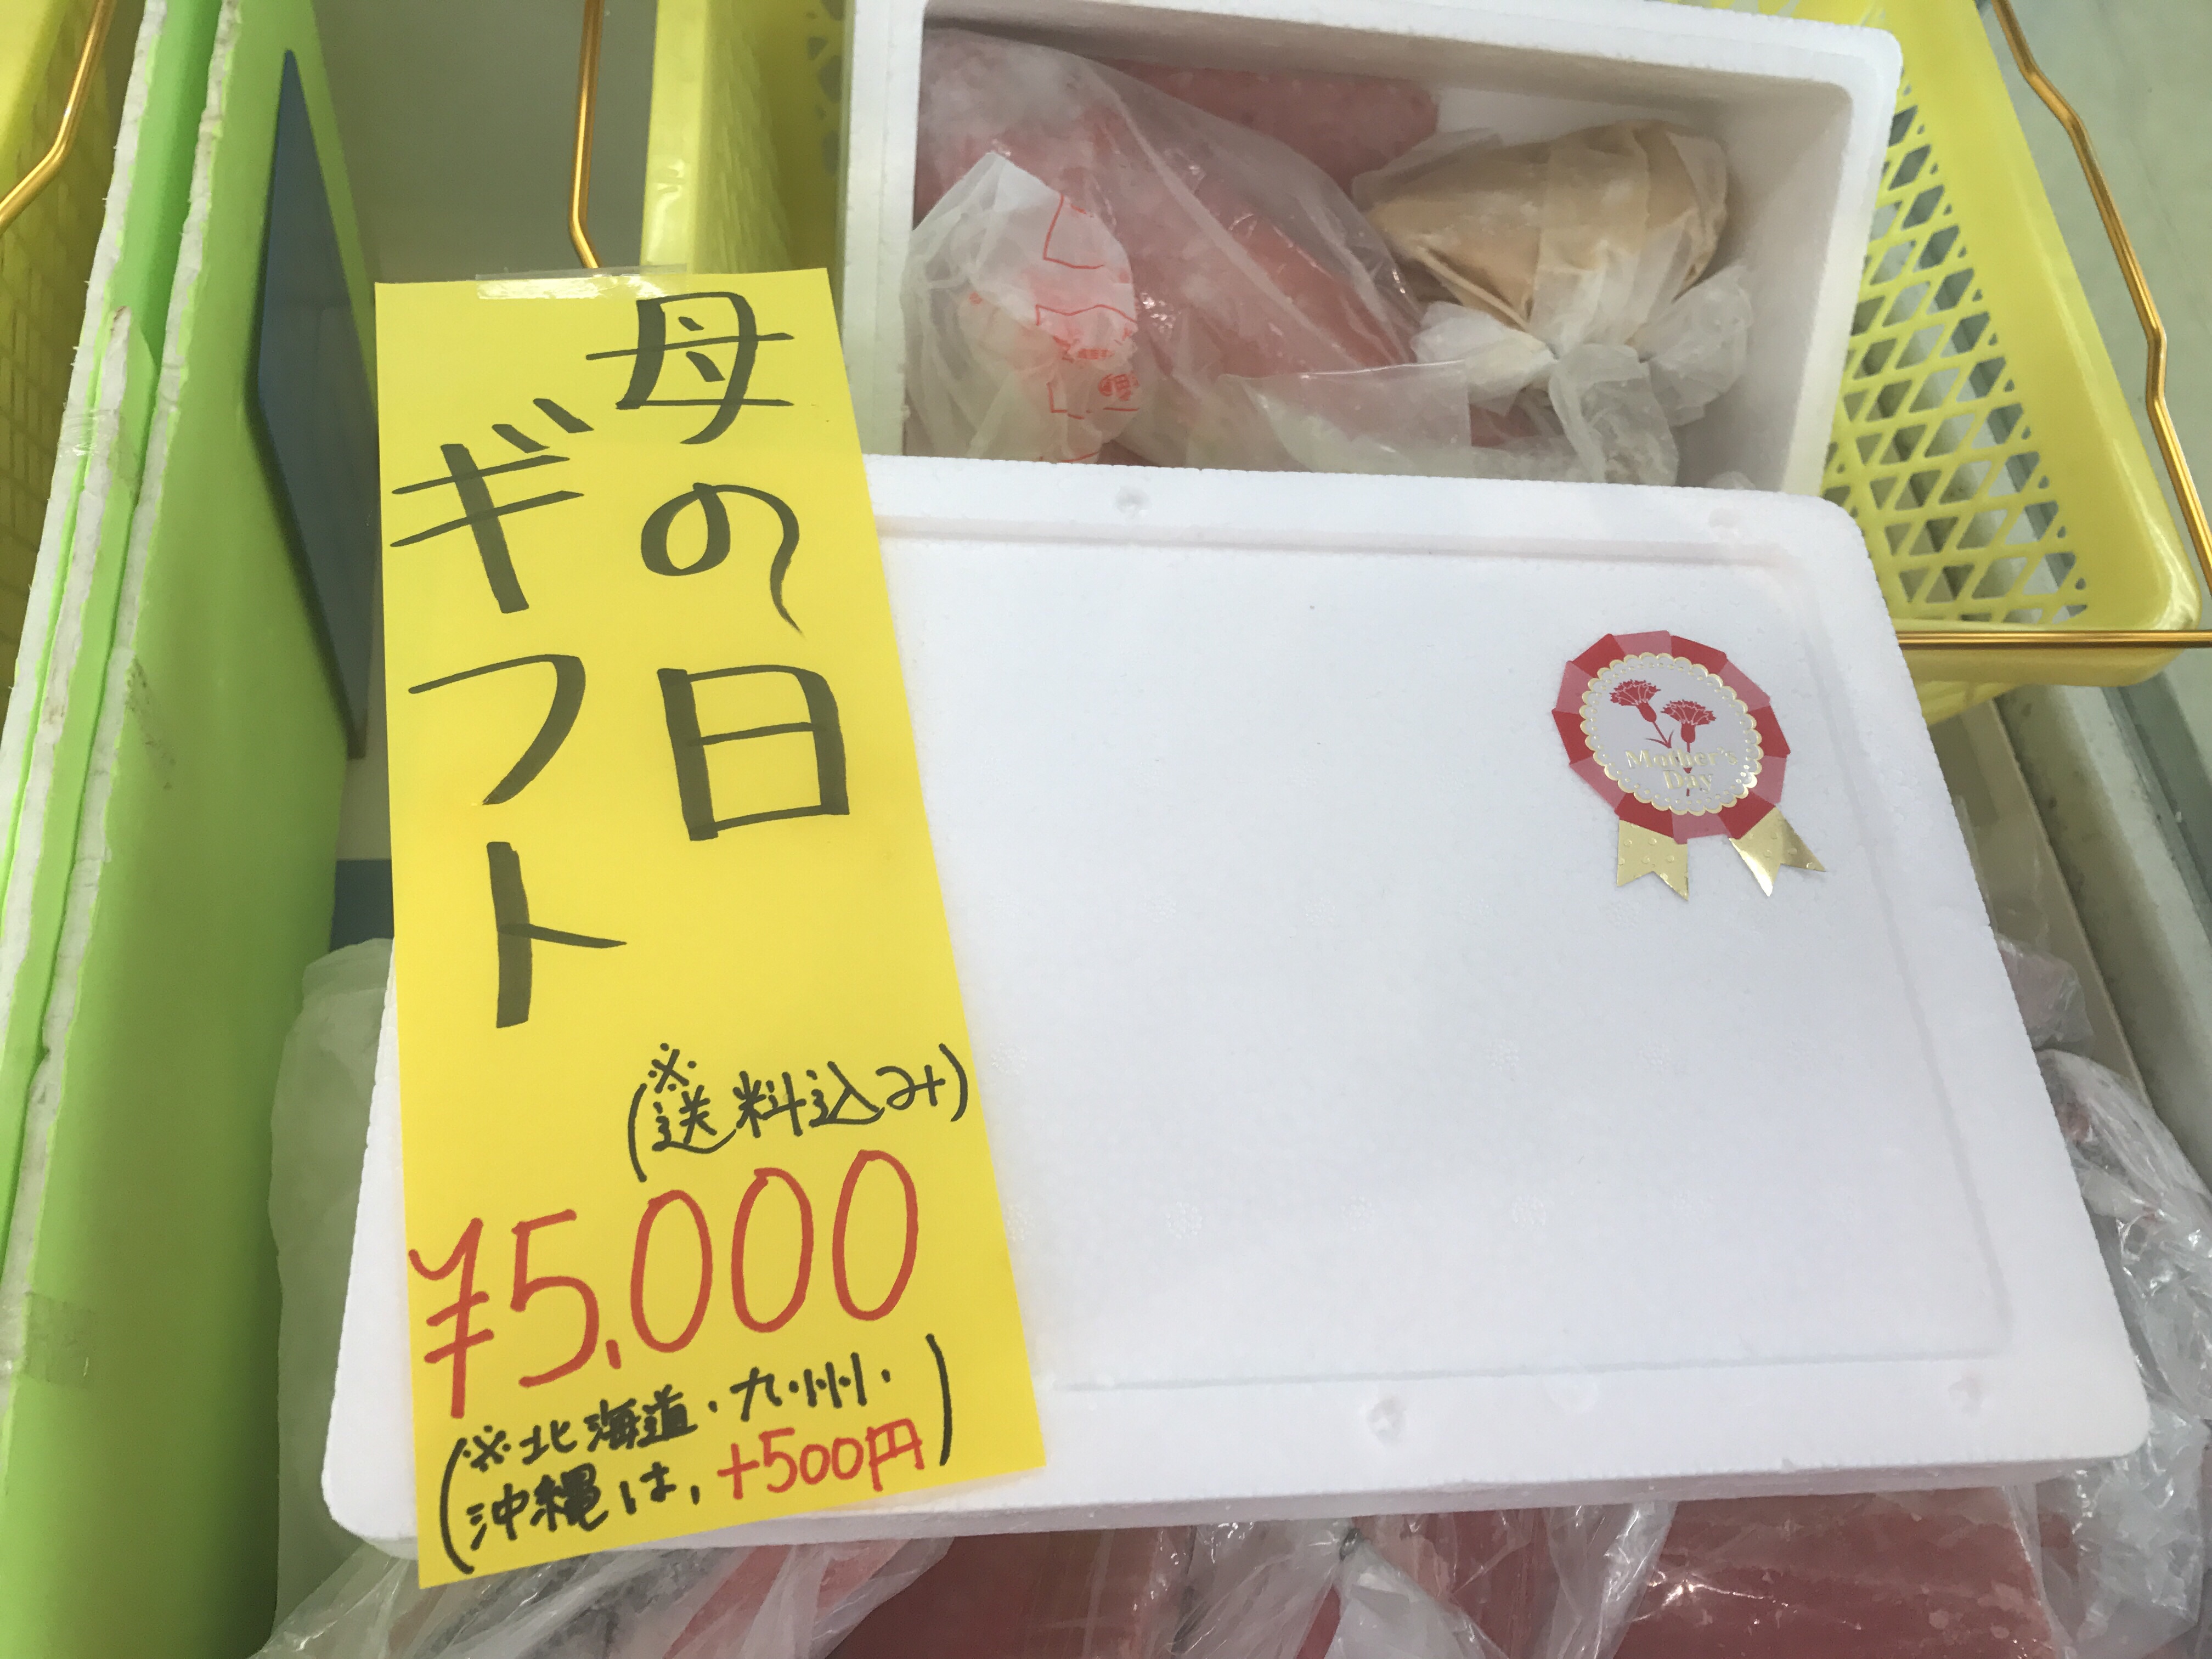 母の日
ギフト
(※送料込み)
¥5,000
(※北海道・九州・
沖縄は、+500円)
Mother's
Day